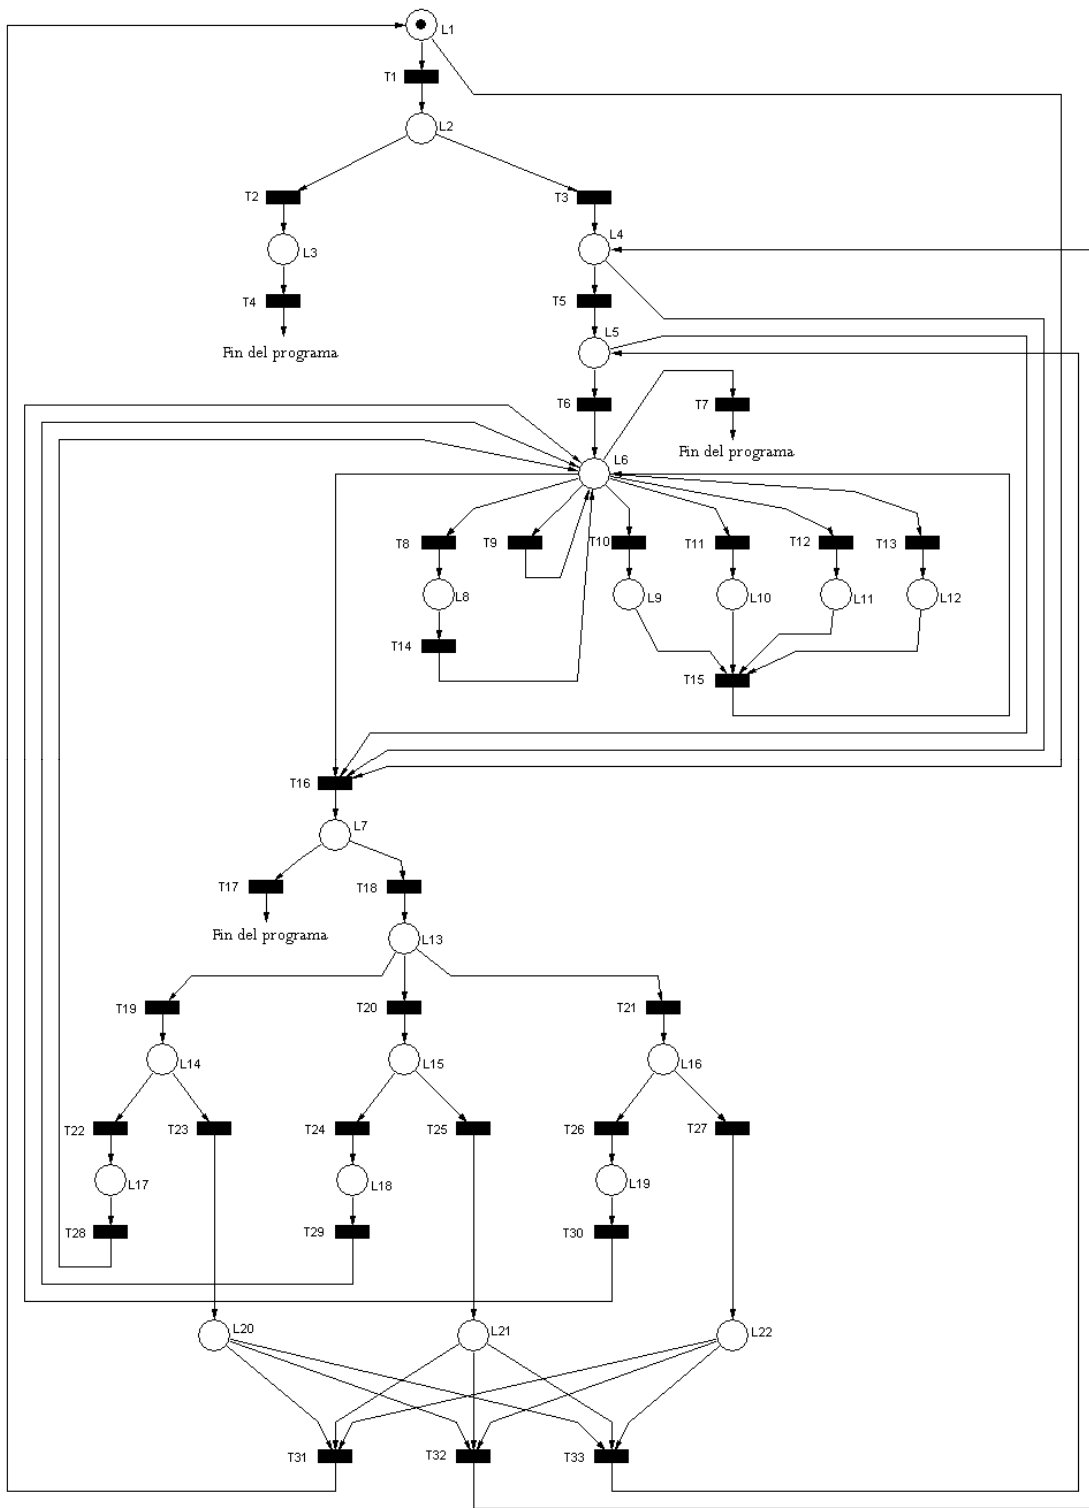 L1
T1
L2
T2
T3
L3
L4
T4
T5
Fin del programa
L5
T6
T7
Fin del programa
L6
T8
T9
T10
T11
T12
T13
L8
L9
L10
L11
L12
T14
T15
T16
L7
T17
T18
Fin del programa
L13
T19
T20
T21
L14
L15
L16
T22
T23
T24
T25
T26
T27
L17
L18
L19
T28
T29
T30
L20
L21
L22
T31
T32
T33